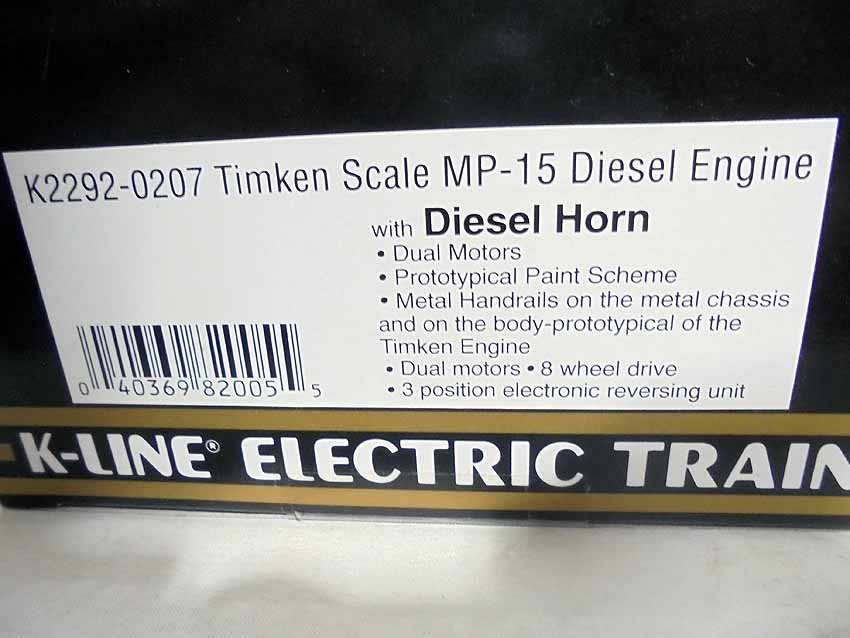 K2292-0207 Timken Scale MP-15 Diesel Engine
with Diesel Horn
• Dual Motors
• Prototypical Paint Scheme
• Metal Handrails on the metal chassis
and on the body-prototypical of the
Timken Engine
• Dual motors • 8 wheel drive
• 3 position electronic reversing unit
0 40369 82005 5
K-LINE® ELECTRIC TRAIN